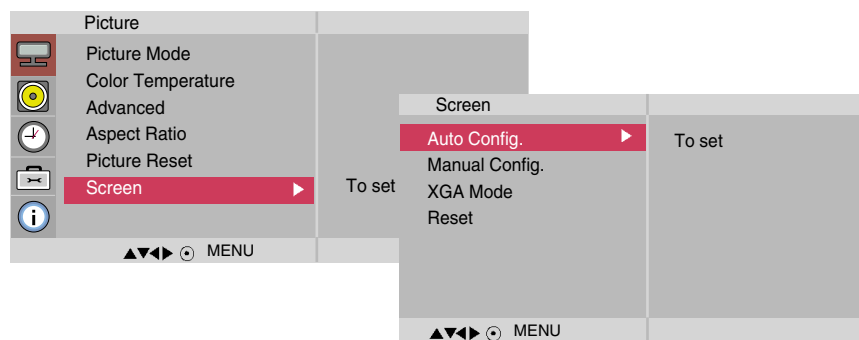 Picture
Picture Mode
Color Temperature
Advanced
Aspect Ratio
Picture Reset
Screen ▶ To set
▲▼◀▶ ⊙ MENU
Screen
Auto Config. ▶ To set
Manual Config.
XGA Mode
Reset
▲▼◀▶ ⊙ MENU